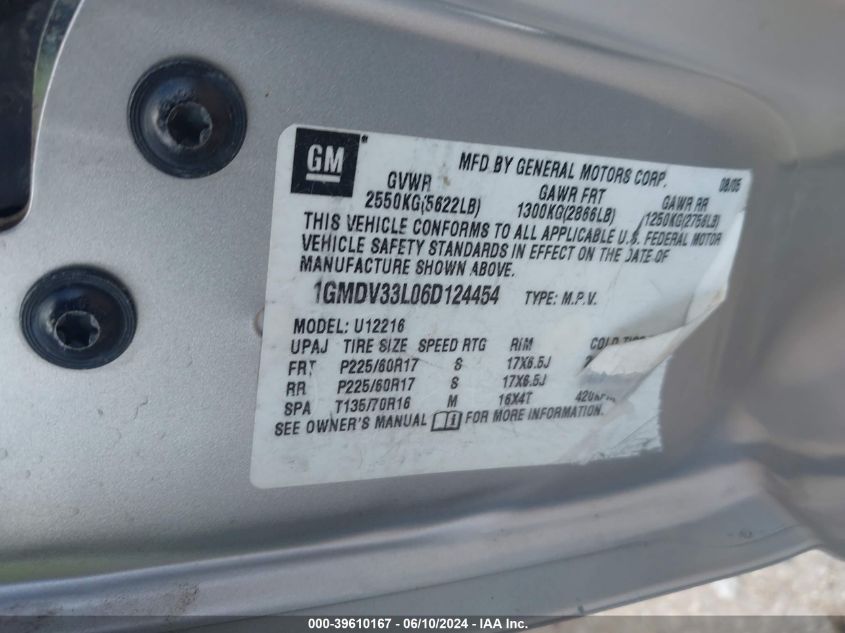 GM
MFD BY GENERAL MOTORS CORP. 08/05
GVWR GAWR FRT GAWR RR
2550KG(5622LB) 1300KG(2866LB) 1250KG(2756LB)
THIS VEHICLE CONFORMS TO ALL APPLICABLE U.S. FEDERAL MOTOR
VEHICLE SAFETY STANDARDS IN EFFECT ON THE DATE OF
MANUFACTURE SHOWN ABOVE.
1GMDV33L06D124454 TYPE: M.P.V.
MODEL: U12216
UPAJ TIRE SIZE SPEED RTG RIM COLD
FRT P225/60R17 S 17X6.5J
RR P225/60R17 S 17X6.5J
SPA T135/70R16 M 16X4T
SEE OWNER'S MANUAL FOR MORE INFORMATION.
000-39610167 - 06/10/2024 - IAA Inc.